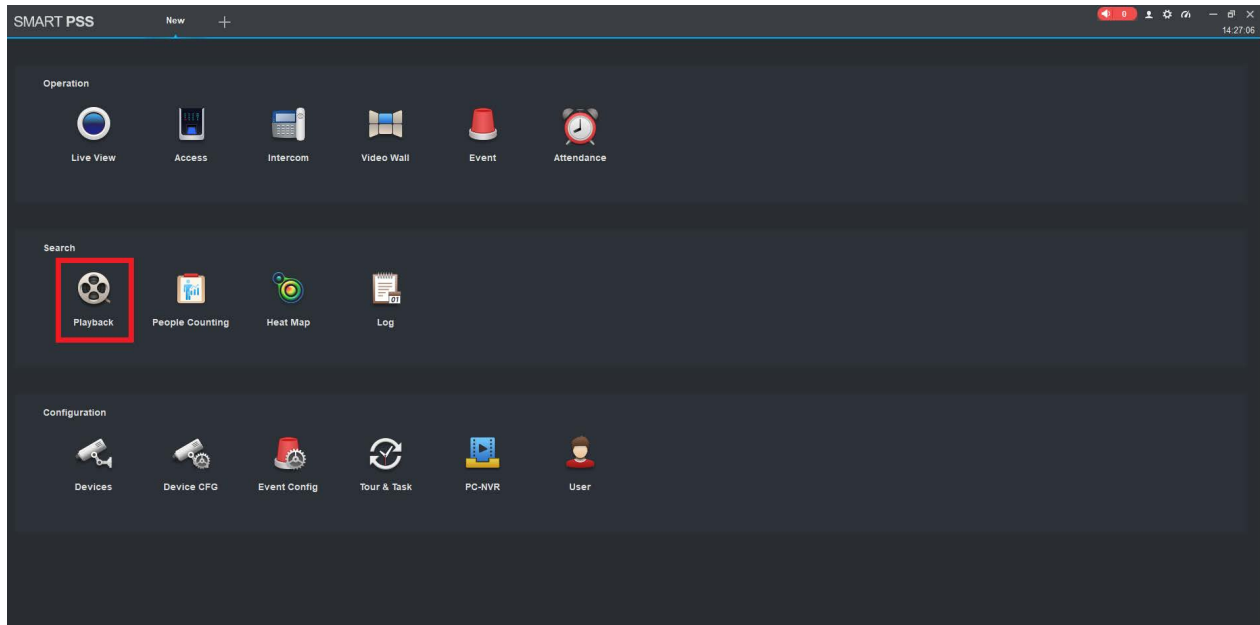 SMART PSS New +
0
14:27:06
Operation
Live View Access Intercom Video Wall Event Attendance
Search
Playback People Counting Heat Map Log
Configuration
Devices Device CFG Event Config Tour & Task PC-NVR User